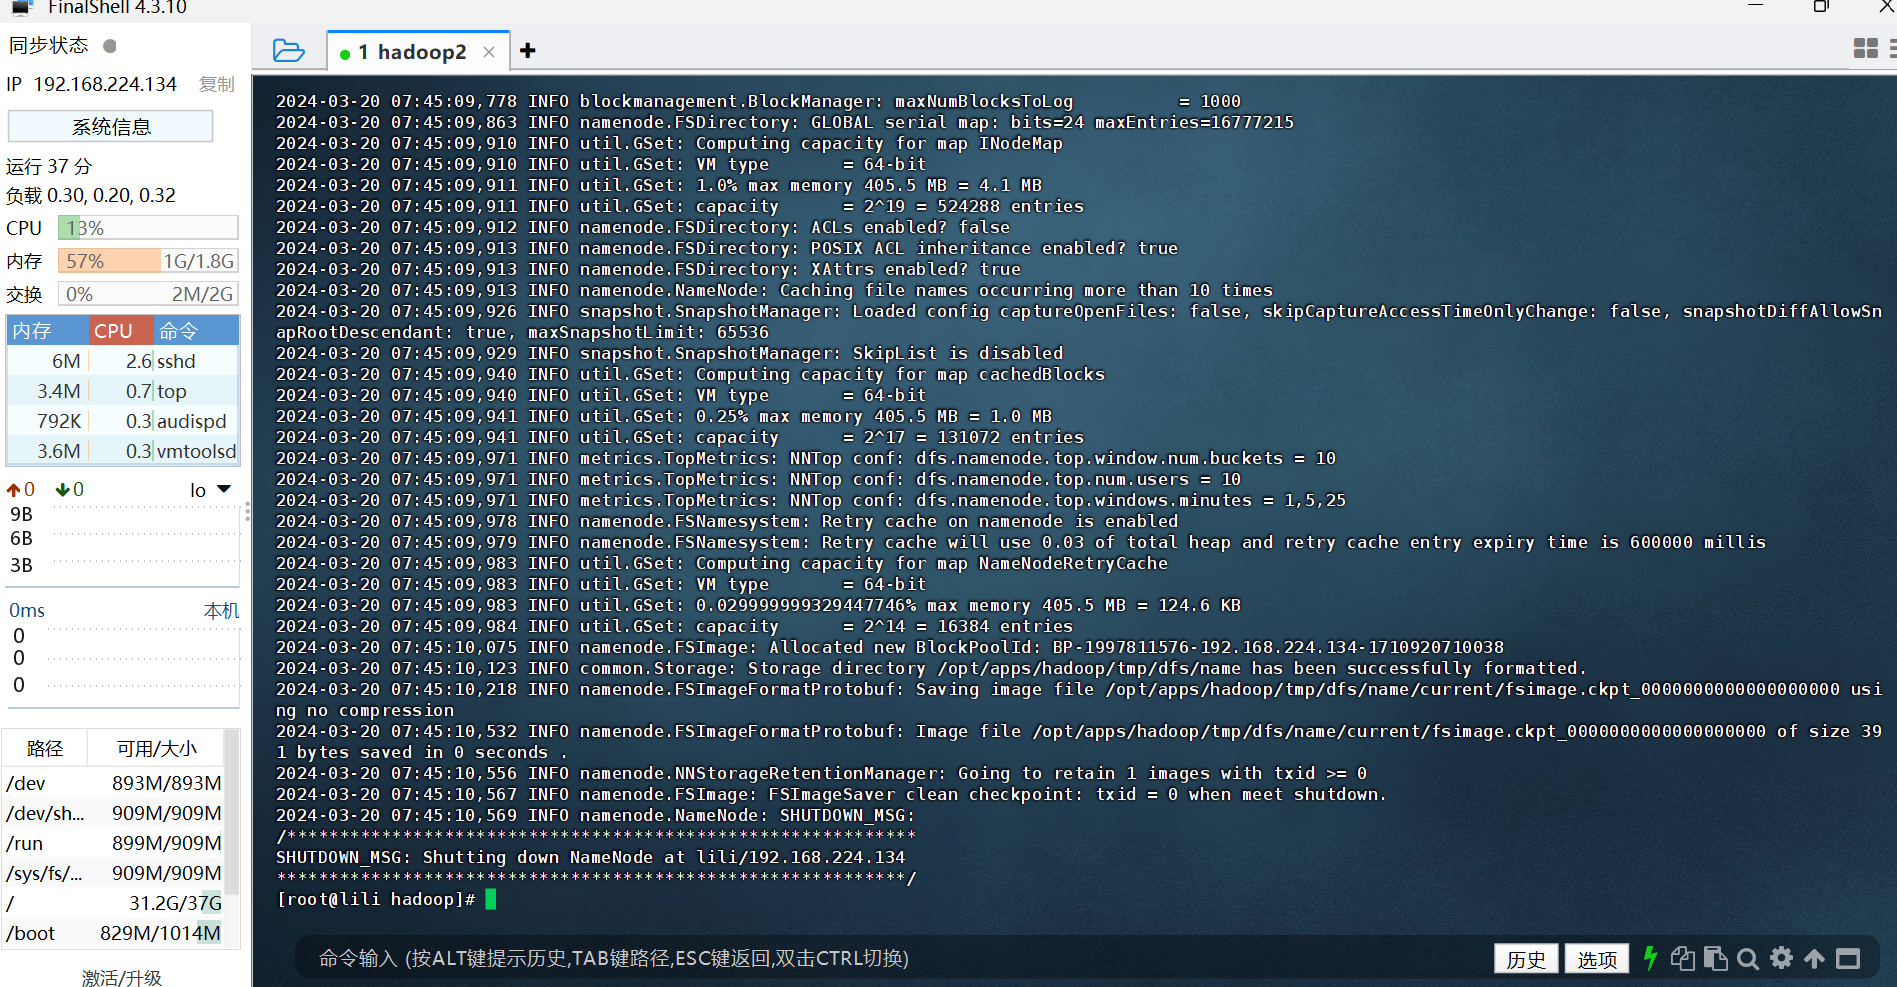 FinalShell 4.3.10
同步状态
IP 192.168.224.134 复制
系统信息
运行 37 分
负载 0.30, 0.20, 0.32
CPU 13%
内存 57% 1G/1.8G
交换 0% 2M/2G
内存 CPU 命令
6M 2.6 sshd
3.4M 0.7 top
792K 0.3 audispd
3.6M 0.3 vmtoolsd
0 0 lo
9B
6B
3B
0ms 本机
0
0
0
路径 可用/大小
/dev 893M/893M
/dev/sh... 909M/909M
/run 899M/909M
/sys/fs/... 909M/909M
/ 31.2G/37G
/boot 829M/1014M
激活/升级
1 hadoop2
2024-03-20 07:45:09,778 INFO blockmanagement.BlockManager: maxNumBlocksToLog          = 1000
2024-03-20 07:45:09,863 INFO namenode.FSDirectory: GLOBAL serial map: bits=24 maxEntries=16777215
2024-03-20 07:45:09,910 INFO util.GSet: Computing capacity for map INodeMap
2024-03-20 07:45:09,910 INFO util.GSet: VM type       = 64-bit
2024-03-20 07:45:09,911 INFO util.GSet: 1.0% max memory 405.5 MB = 4.1 MB
2024-03-20 07:45:09,911 INFO util.GSet: capacity      = 2^19 = 524288 entries
2024-03-20 07:45:09,912 INFO namenode.FSDirectory: ACLs enabled? false
2024-03-20 07:45:09,913 INFO namenode.FSDirectory: POSIX ACL inheritance enabled? true
2024-03-20 07:45:09,913 INFO namenode.FSDirectory: XAttrs enabled? true
2024-03-20 07:45:09,913 INFO namenode.NameNode: Caching file names occurring more than 10 times
2024-03-20 07:45:09,926 INFO snapshot.SnapshotManager: Loaded config captureOpenFiles: false, skipCaptureAccessTimeOnlyChange: false, snapshotDiffAllowSn
apRootDescendant: true, maxSnapshotLimit: 65536
2024-03-20 07:45:09,929 INFO snapshot.SnapshotManager: SkipList is disabled
2024-03-20 07:45:09,940 INFO util.GSet: Computing capacity for map cachedBlocks
2024-03-20 07:45:09,940 INFO util.GSet: VM type       = 64-bit
2024-03-20 07:45:09,941 INFO util.GSet: 0.25% max memory 405.5 MB = 1.0 MB
2024-03-20 07:45:09,941 INFO util.GSet: capacity      = 2^17 = 131072 entries
2024-03-20 07:45:09,971 INFO metrics.TopMetrics: NNTop conf: dfs.namenode.top.window.num.buckets = 10
2024-03-20 07:45:09,971 INFO metrics.TopMetrics: NNTop conf: dfs.namenode.top.num.users = 10
2024-03-20 07:45:09,971 INFO metrics.TopMetrics: NNTop conf: dfs.namenode.top.windows.minutes = 1,5,25
2024-03-20 07:45:09,978 INFO namenode.FSNamesystem: Retry cache on namenode is enabled
2024-03-20 07:45:09,979 INFO namenode.FSNamesystem: Retry cache will use 0.03 of total heap and retry cache entry expiry time is 600000 millis
2024-03-20 07:45:09,983 INFO util.GSet: Computing capacity for map NameNodeRetryCache
2024-03-20 07:45:09,983 INFO util.GSet: VM type       = 64-bit
2024-03-20 07:45:09,983 INFO util.GSet: 0.029999999329447746% max memory 405.5 MB = 124.6 KB
2024-03-20 07:45:09,984 INFO util.GSet: capacity      = 2^14 = 16384 entries
2024-03-20 07:45:10,075 INFO namenode.FSImage: Allocated new BlockPoolId: BP-1997811576-192.168.224.134-1710920710038
2024-03-20 07:45:10,123 INFO common.Storage: Storage directory /opt/apps/hadoop/tmp/dfs/name has been successfully formatted.
2024-03-20 07:45:10,218 INFO namenode.FSImageFormatProtobuf: Saving image file /opt/apps/hadoop/tmp/dfs/name/current/fsimage.ckpt_0000000000000000000 usi
ng no compression
2024-03-20 07:45:10,532 INFO namenode.FSImageFormatProtobuf: Image file /opt/apps/hadoop/tmp/dfs/name/current/fsimage.ckpt_0000000000000000000 of size 39
1 bytes saved in 0 seconds .
2024-03-20 07:45:10,556 INFO namenode.NNStorageRetentionManager: Going to retain 1 images with txid >= 0
2024-03-20 07:45:10,567 INFO namenode.FSImage: FSImageSaver clean checkpoint: txid = 0 when meet shutdown.
2024-03-20 07:45:10,569 INFO namenode.NameNode: SHUTDOWN_MSG:
/************************************************************
SHUTDOWN_MSG: Shutting down NameNode at lili/192.168.224.134
************************************************************/
[root@lili hadoop]#
命令输入 (按ALT键提示历史,TAB键路径,ESC键返回,双击CTRL切换)
历史 选项